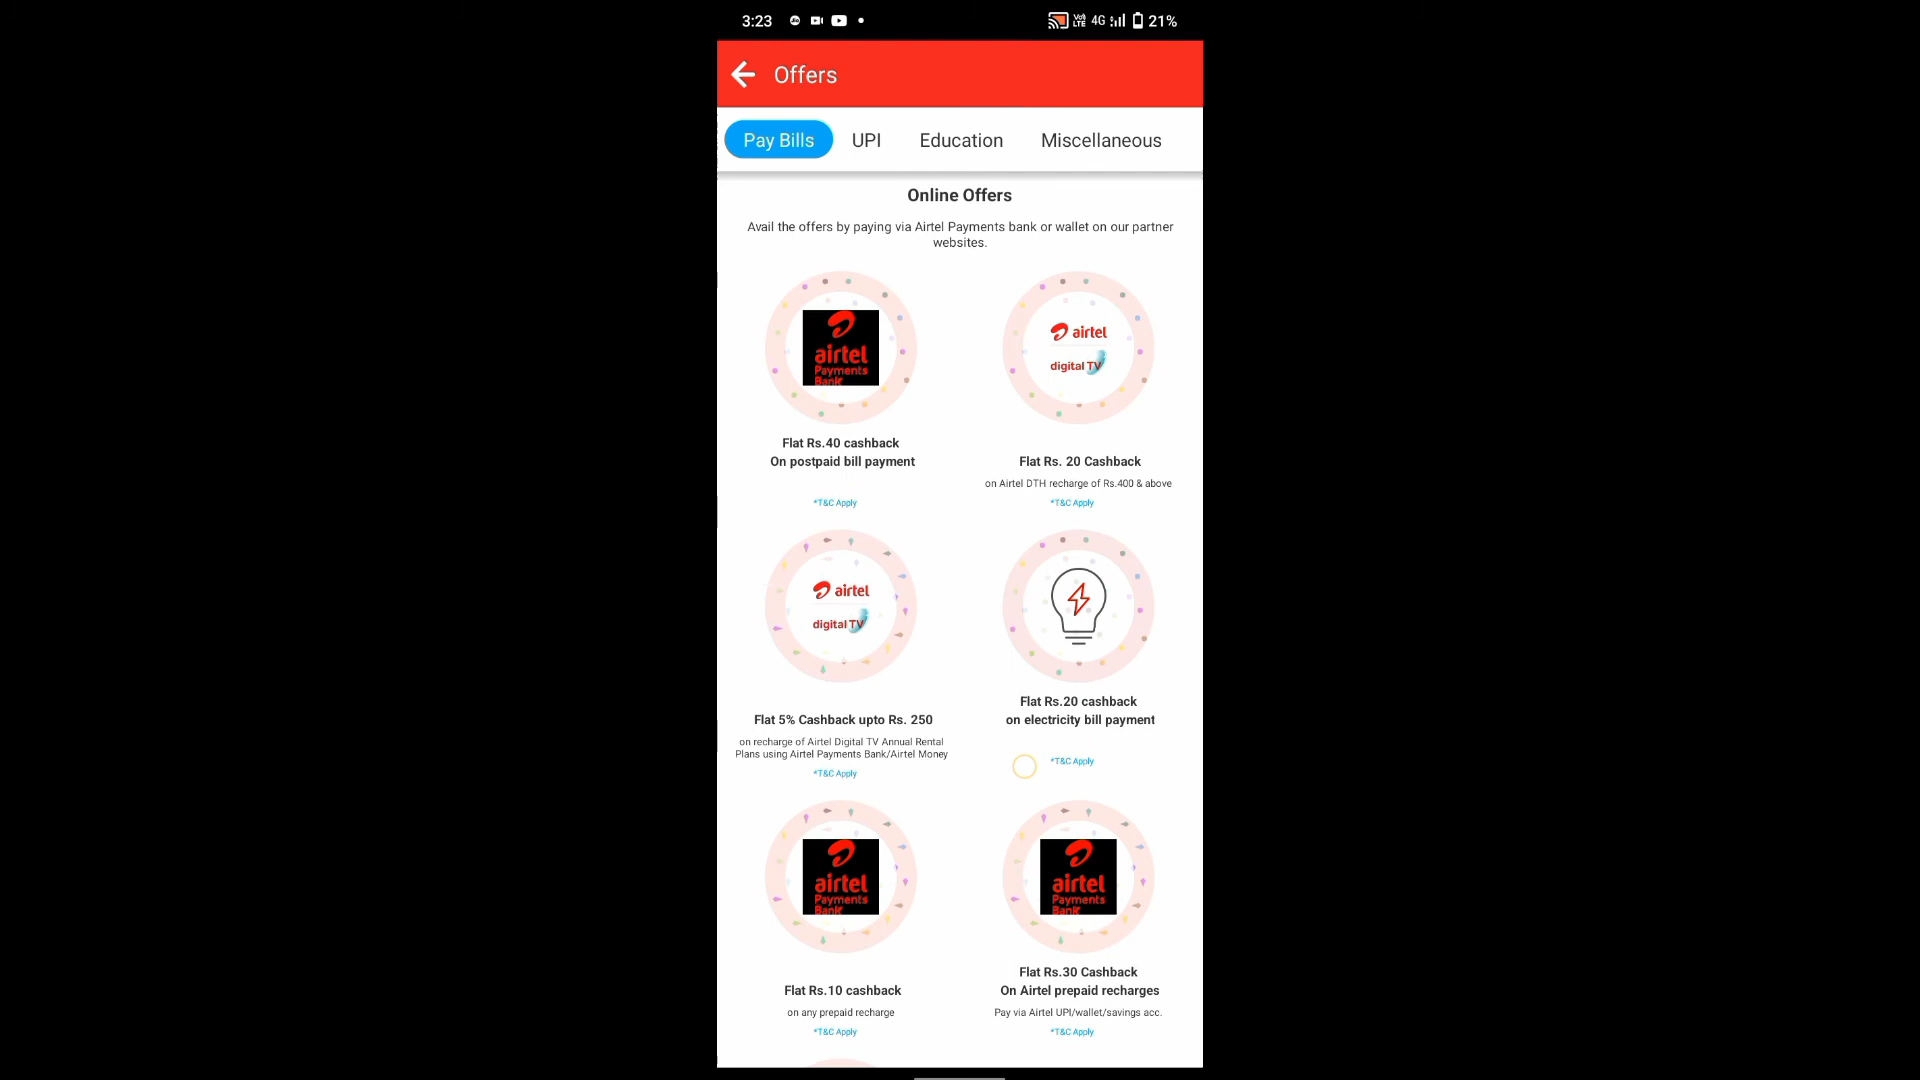 3:23
VoI
LTE 4G 21%
Offers
Pay Bills UPI Education Miscellaneous
Online Offers
Avail the offers by paying via Airtel Payments bank or wallet on our partner
websites.
airtel
Payments
Bank
airtel
digital TV
Flat Rs.40 cashback
On postpaid bill payment
*T&C Apply
Flat Rs. 20 Cashback
on Airtel DTH recharge of Rs.400 & above
*T&C Apply
airtel
digital TV
Flat 5% Cashback upto Rs. 250
on recharge of Airtel Digital TV Annual Rental
Plans using Airtel Payments Bank/Airtel Money
*T&C Apply
Flat Rs.20 cashback
on electricity bill payment
*T&C Apply
airtel
Payments
Bank
airtel
Payments
Bank
Flat Rs.10 cashback
on any prepaid recharge
*T&C Apply
Flat Rs.30 Cashback
On Airtel prepaid recharges
Pay via Airtel UPI/wallet/savings acc.
*T&C Apply